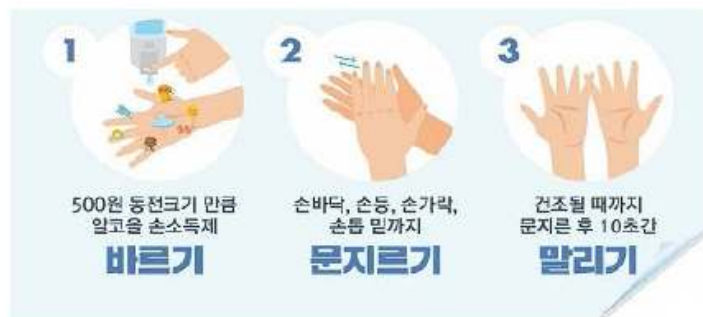 1
500원 동전크기 만큼
알코올 손소독제
바르기
2
손바닥, 손등, 손가락,
손톱 밑까지
문지르기
3
건조될 때까지
문지른 후 10초간
말리기